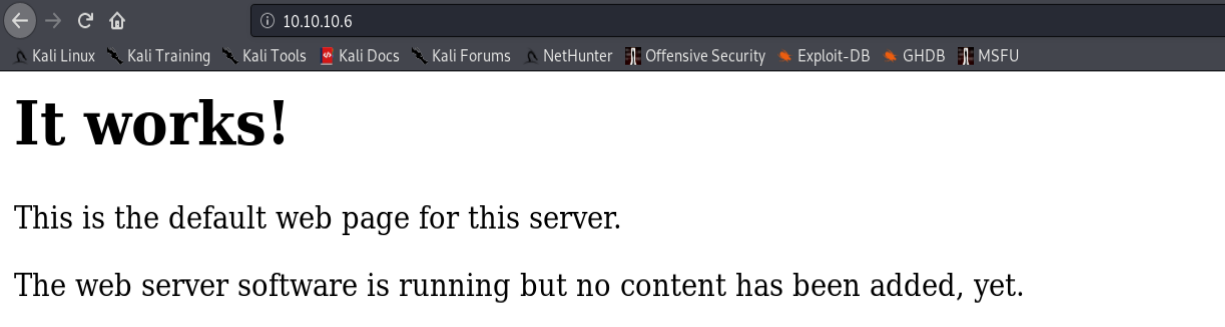 10.10.10.6
Kali Linux Kali Training Kali Tools Kali Docs Kali Forums NetHunter Offensive Security Exploit-DB GHDB MSFU
It works!
This is the default web page for this server.
The web server software is running but no content has been added, yet.